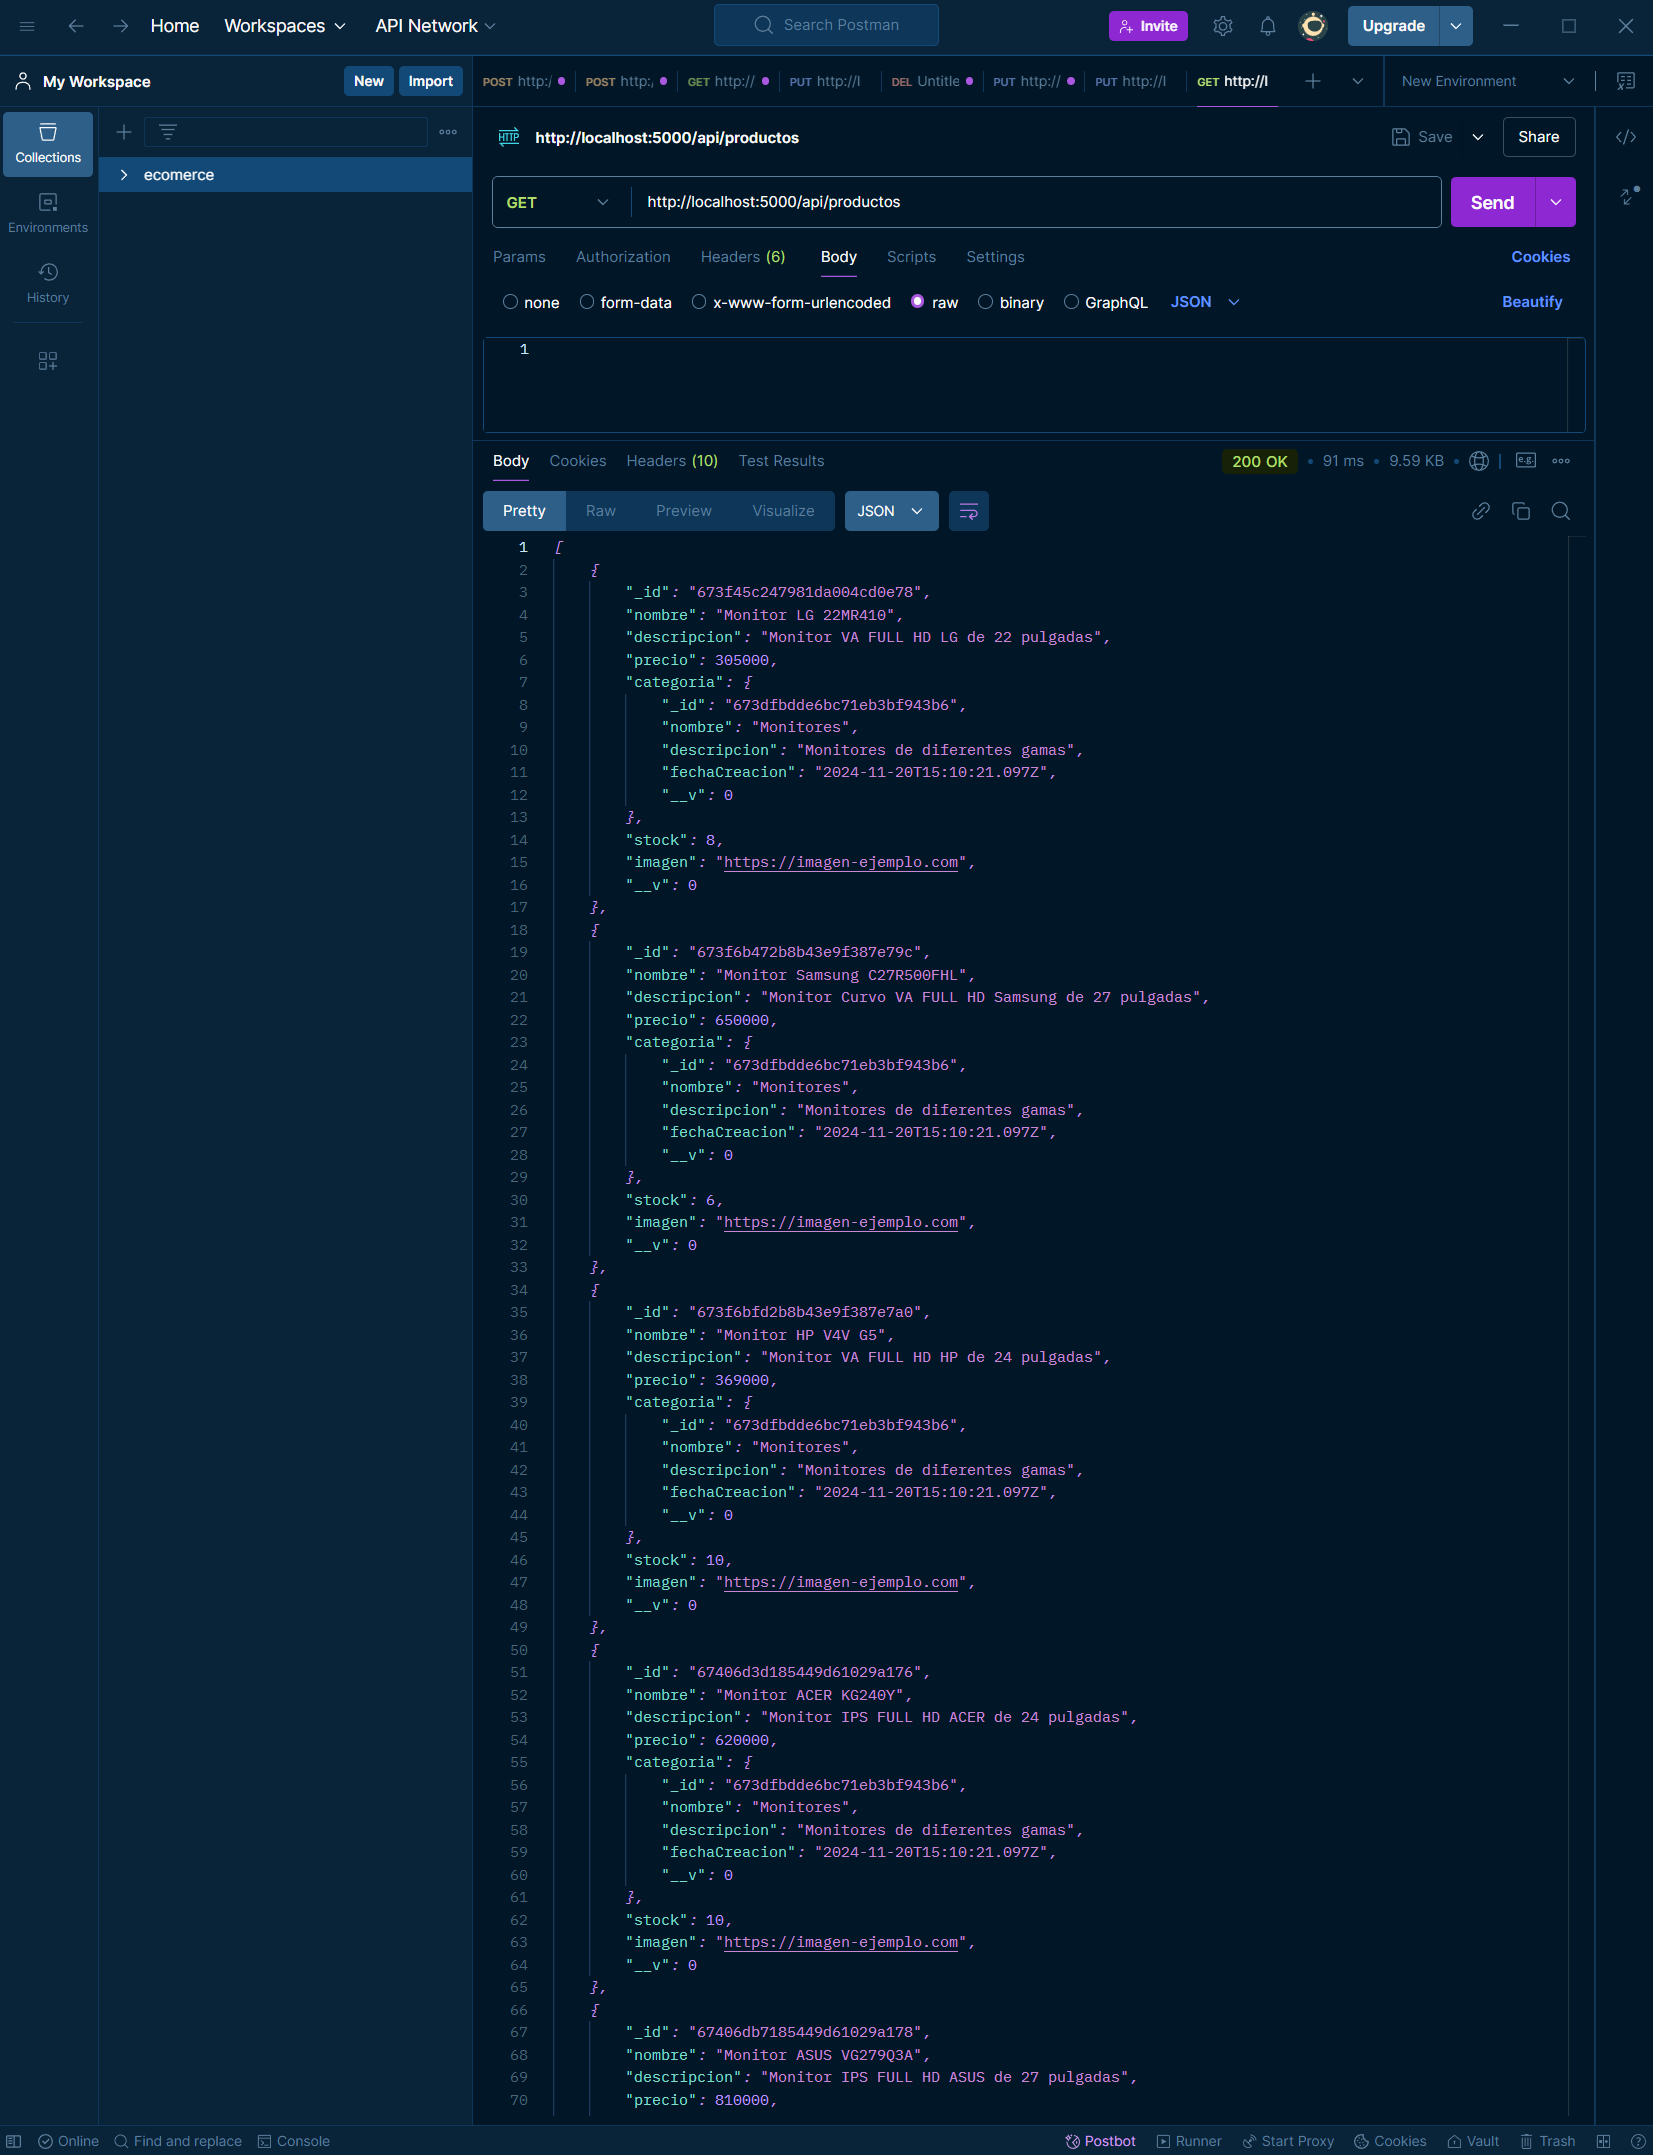 Home Workspaces API Network Search Postman Invite Upgrade
My Workspace New Import POST http:/ POST http:/ GET http:// PUT http://l DEL Untitle PUT http:// PUT http://l GET http://l New Environment
Collections
Environments
History
ecomerce
HTTP http://localhost:5000/api/productos Save Share
GET http://localhost:5000/api/productos Send
Params Authorization Headers (6) Body Scripts Settings Cookies
none form-data x-www-form-urlencoded raw binary GraphQL JSON Beautify
1
Body Cookies Headers (10) Test Results 200 OK • 91 ms • 9.59 KB • e.g.
Pretty Raw Preview Visualize JSON
1 [
2 {
3 "_id": "673f45c247981da004cd0e78",
4 "nombre": "Monitor LG 22MR410",
5 "descripcion": "Monitor VA FULL HD LG de 22 pulgadas",
6 "precio": 305000,
7 "categoria": {
8 "_id": "673dfbdde6bc71eb3bf943b6",
9 "nombre": "Monitores",
10 "descripcion": "Monitores de diferentes gamas",
11 "fechaCreacion": "2024-11-20T15:10:21.097Z",
12 "__v": 0
13 },
14 "stock": 8,
15 "imagen": "https://imagen-ejemplo.com",
16 "__v": 0
17 },
18 {
19 "_id": "673f6b472b8b43e9f387e79c",
20 "nombre": "Monitor Samsung C27R500FHL",
21 "descripcion": "Monitor Curvo VA FULL HD Samsung de 27 pulgadas",
22 "precio": 650000,
23 "categoria": {
24 "_id": "673dfbdde6bc71eb3bf943b6",
25 "nombre": "Monitores",
26 "descripcion": "Monitores de diferentes gamas",
27 "fechaCreacion": "2024-11-20T15:10:21.097Z",
28 "__v": 0
29 },
30 "stock": 6,
31 "imagen": "https://imagen-ejemplo.com",
32 "__v": 0
33 },
34 {
35 "_id": "673f6bfd2b8b43e9f387e7a0",
36 "nombre": "Monitor HP V4V G5",
37 "descripcion": "Monitor VA FULL HD HP de 24 pulgadas",
38 "precio": 369000,
39 "categoria": {
40 "_id": "673dfbdde6bc71eb3bf943b6",
41 "nombre": "Monitores",
42 "descripcion": "Monitores de diferentes gamas",
43 "fechaCreacion": "2024-11-20T15:10:21.097Z",
44 "__v": 0
45 },
46 "stock": 10,
47 "imagen": "https://imagen-ejemplo.com",
48 "__v": 0
49 },
50 {
51 "_id": "67406d3d185449d61029a176",
52 "nombre": "Monitor ACER KG240Y",
53 "descripcion": "Monitor IPS FULL HD ACER de 24 pulgadas",
54 "precio": 620000,
55 "categoria": {
56 "_id": "673dfbdde6bc71eb3bf943b6",
57 "nombre": "Monitores",
58 "descripcion": "Monitores de diferentes gamas",
59 "fechaCreacion": "2024-11-20T15:10:21.097Z",
60 "__v": 0
61 },
62 "stock": 10,
63 "imagen": "https://imagen-ejemplo.com",
64 "__v": 0
65 },
66 {
67 "_id": "67406db7185449d61029a178",
68 "nombre": "Monitor ASUS VG279Q3A",
69 "descripcion": "Monitor IPS FULL HD ASUS de 27 pulgadas",
70 "precio": 810000,
Online Find and replace Console Postbot Runner Start Proxy Cookies Vault Trash